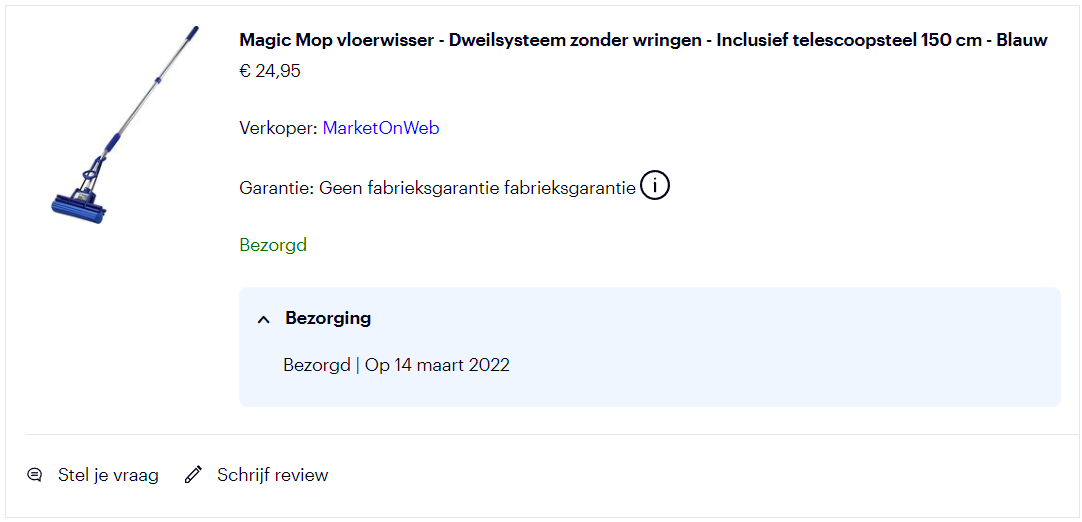 Magic Mop vloerwisser - Dweilsysteem zonder wringen - Inclusief telescoopsteel 150 cm - Blauw
€ 24,95
Verkoper: MarketOnWeb
Garantie: Geen fabrieksgarantie fabrieksgarantie
Bezorgd
Bezorging
Bezorgd | Op 14 maart 2022
Stel je vraag Schrijf review